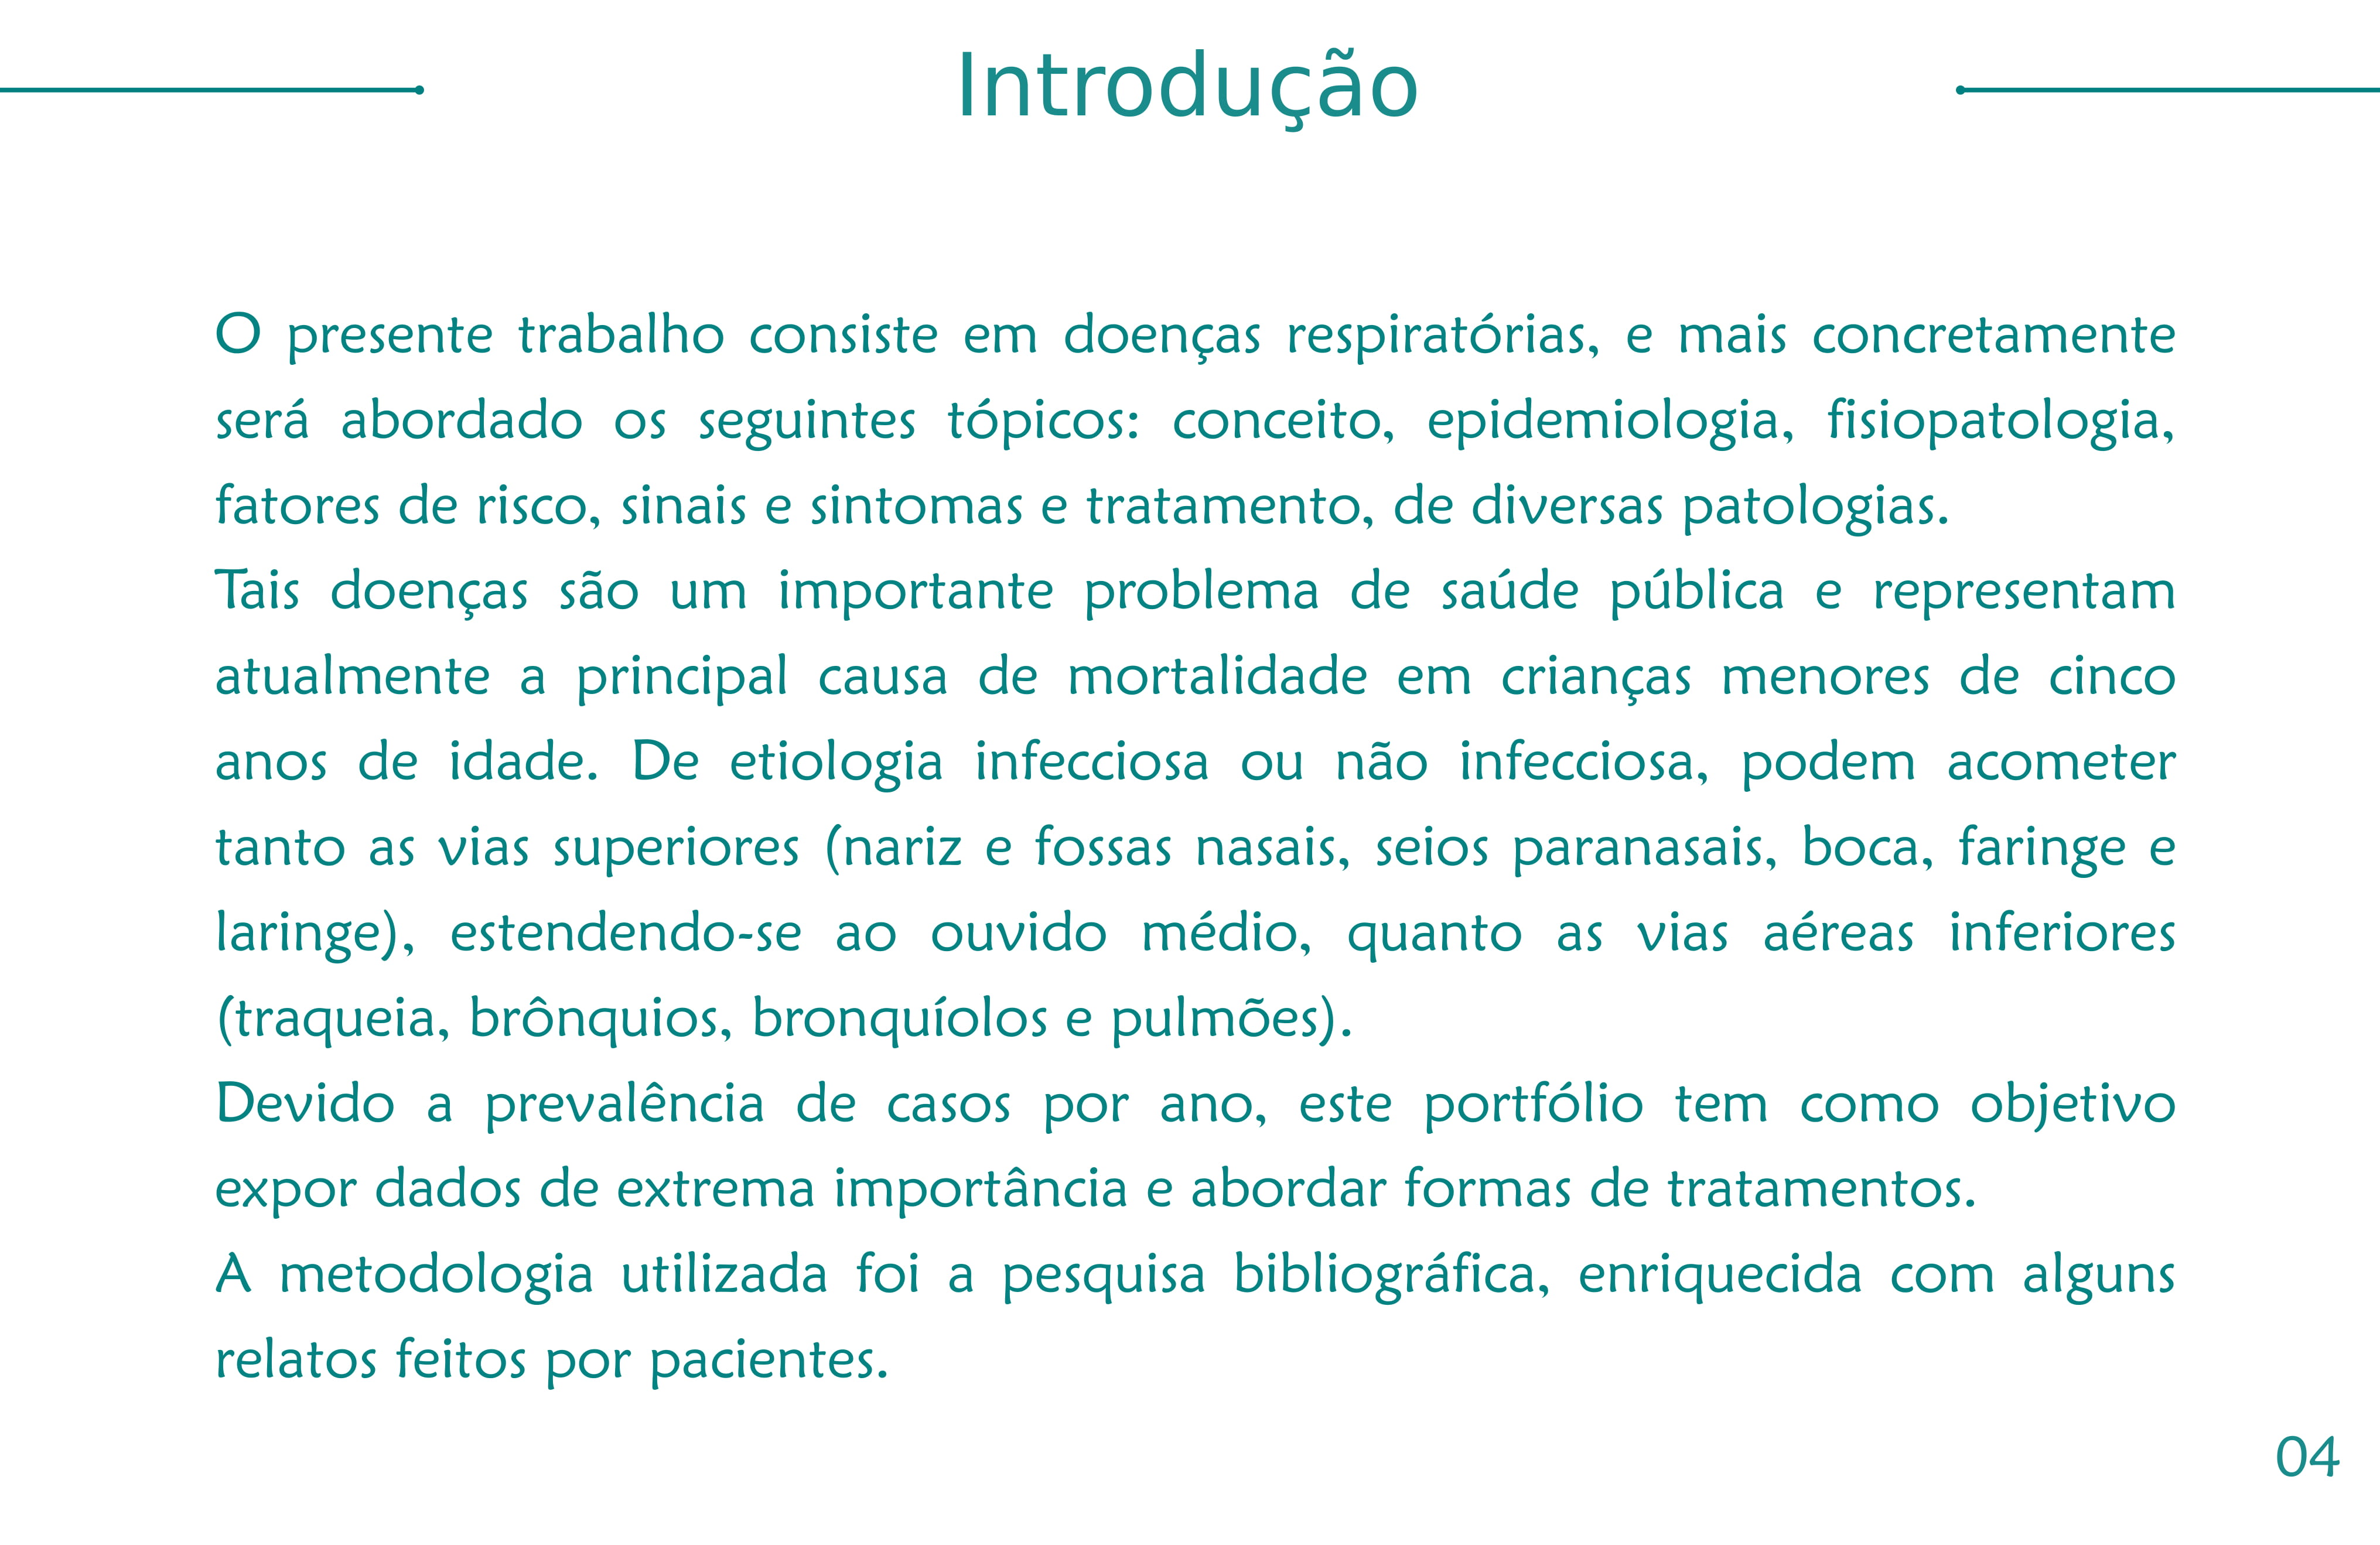 Introdução
O presente trabalho consiste em doenças respiratórias, e mais concretamente
será abordado os seguintes tópicos: conceito, epidemiologia, fisiopatologia,
fatores de risco, sinais e sintomas e tratamento, de diversas patologias.
Tais doenças são um importante problema de saúde pública e representam
atualmente a principal causa de mortalidade em crianças menores de cinco
anos de idade. De etiologia infecciosa ou não infecciosa, podem acometer
tanto as vias superiores (nariz e fossas nasais, seios paranasais, boca, faringe e
laringe), estendendo-se ao ouvido médio, quanto as vias aéreas inferiores
(traqueia, brônquios, bronquíolos e pulmões).
Devido a prevalência de casos por ano, este portfólio tem como objetivo
expor dados de extrema importância e abordar formas de tratamentos.
A metodologia utilizada foi a pesquisa bibliográfica, enriquecida com alguns
relatos feitos por pacientes.
04